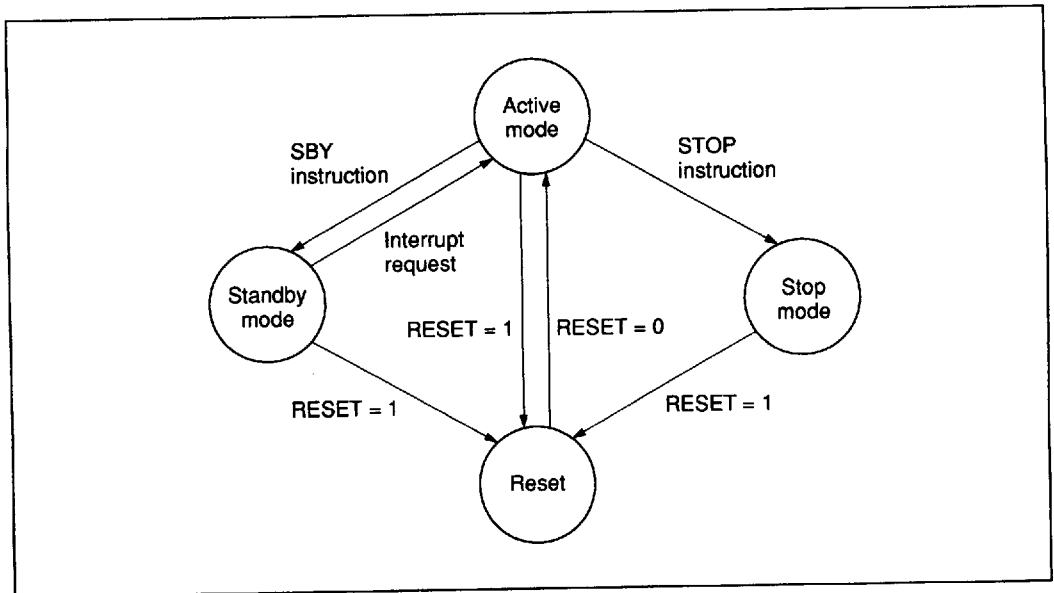 Active
mode
SBY
instruction
STOP
instruction
Interrupt
request
Standby
mode
Stop
mode
RESET = 1
RESET = 0
RESET = 1
RESET = 1
Reset